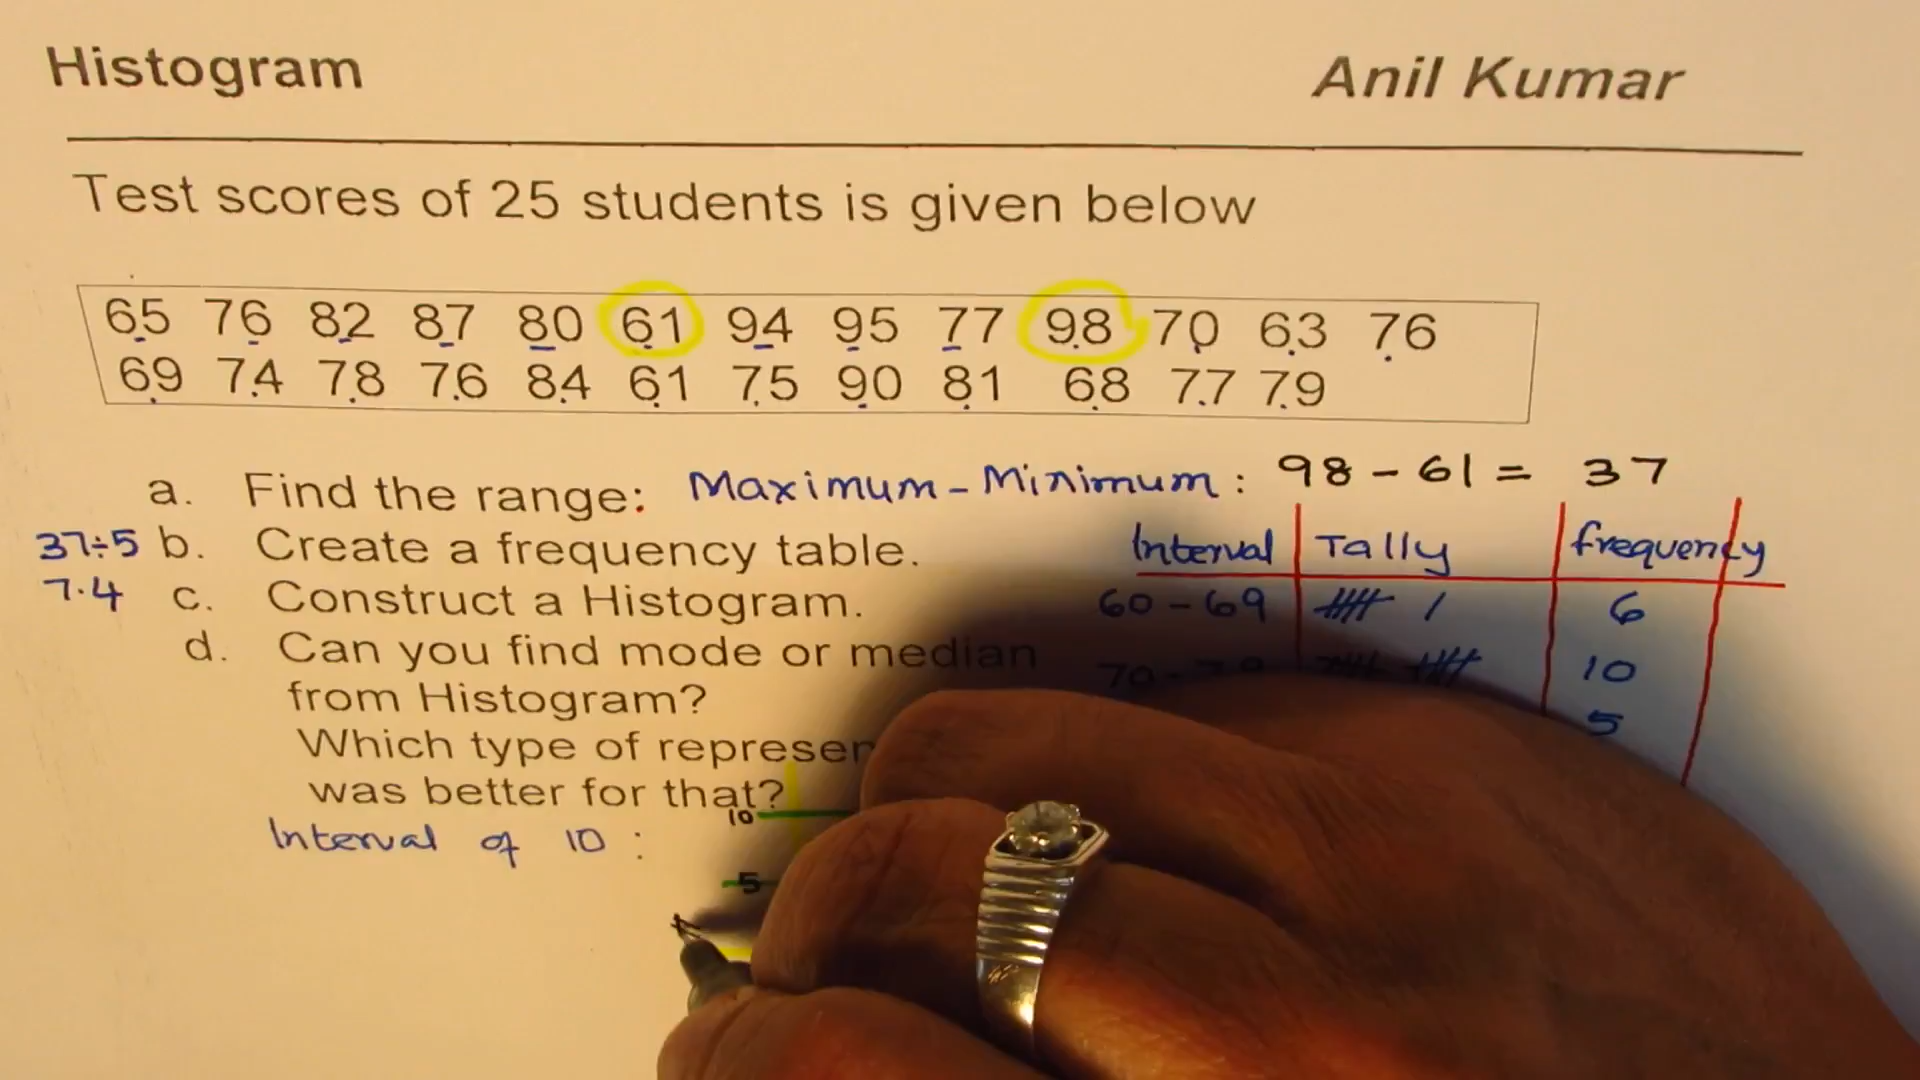 Histogram
Anil Kumar
Test scores of 25 students is given below
65 76 82 87 80 61 94 95 77 98 70 63 76
69 74 78 76 84 61 75 90 81 68 77 79
a. Find the range: Maximum - Minimum : 98 - 61 = 37
37÷5 b. Create a frequency table.
7.4 c. Construct a Histogram.
d. Can you find mode or median
from Histogram?
Which type of represen
was better for that?
Interval of 10 :
Interval Tally frequency
60 - 69 𝍸 | 6
70 - 79 𝍸 𝍸 10
5
10
5